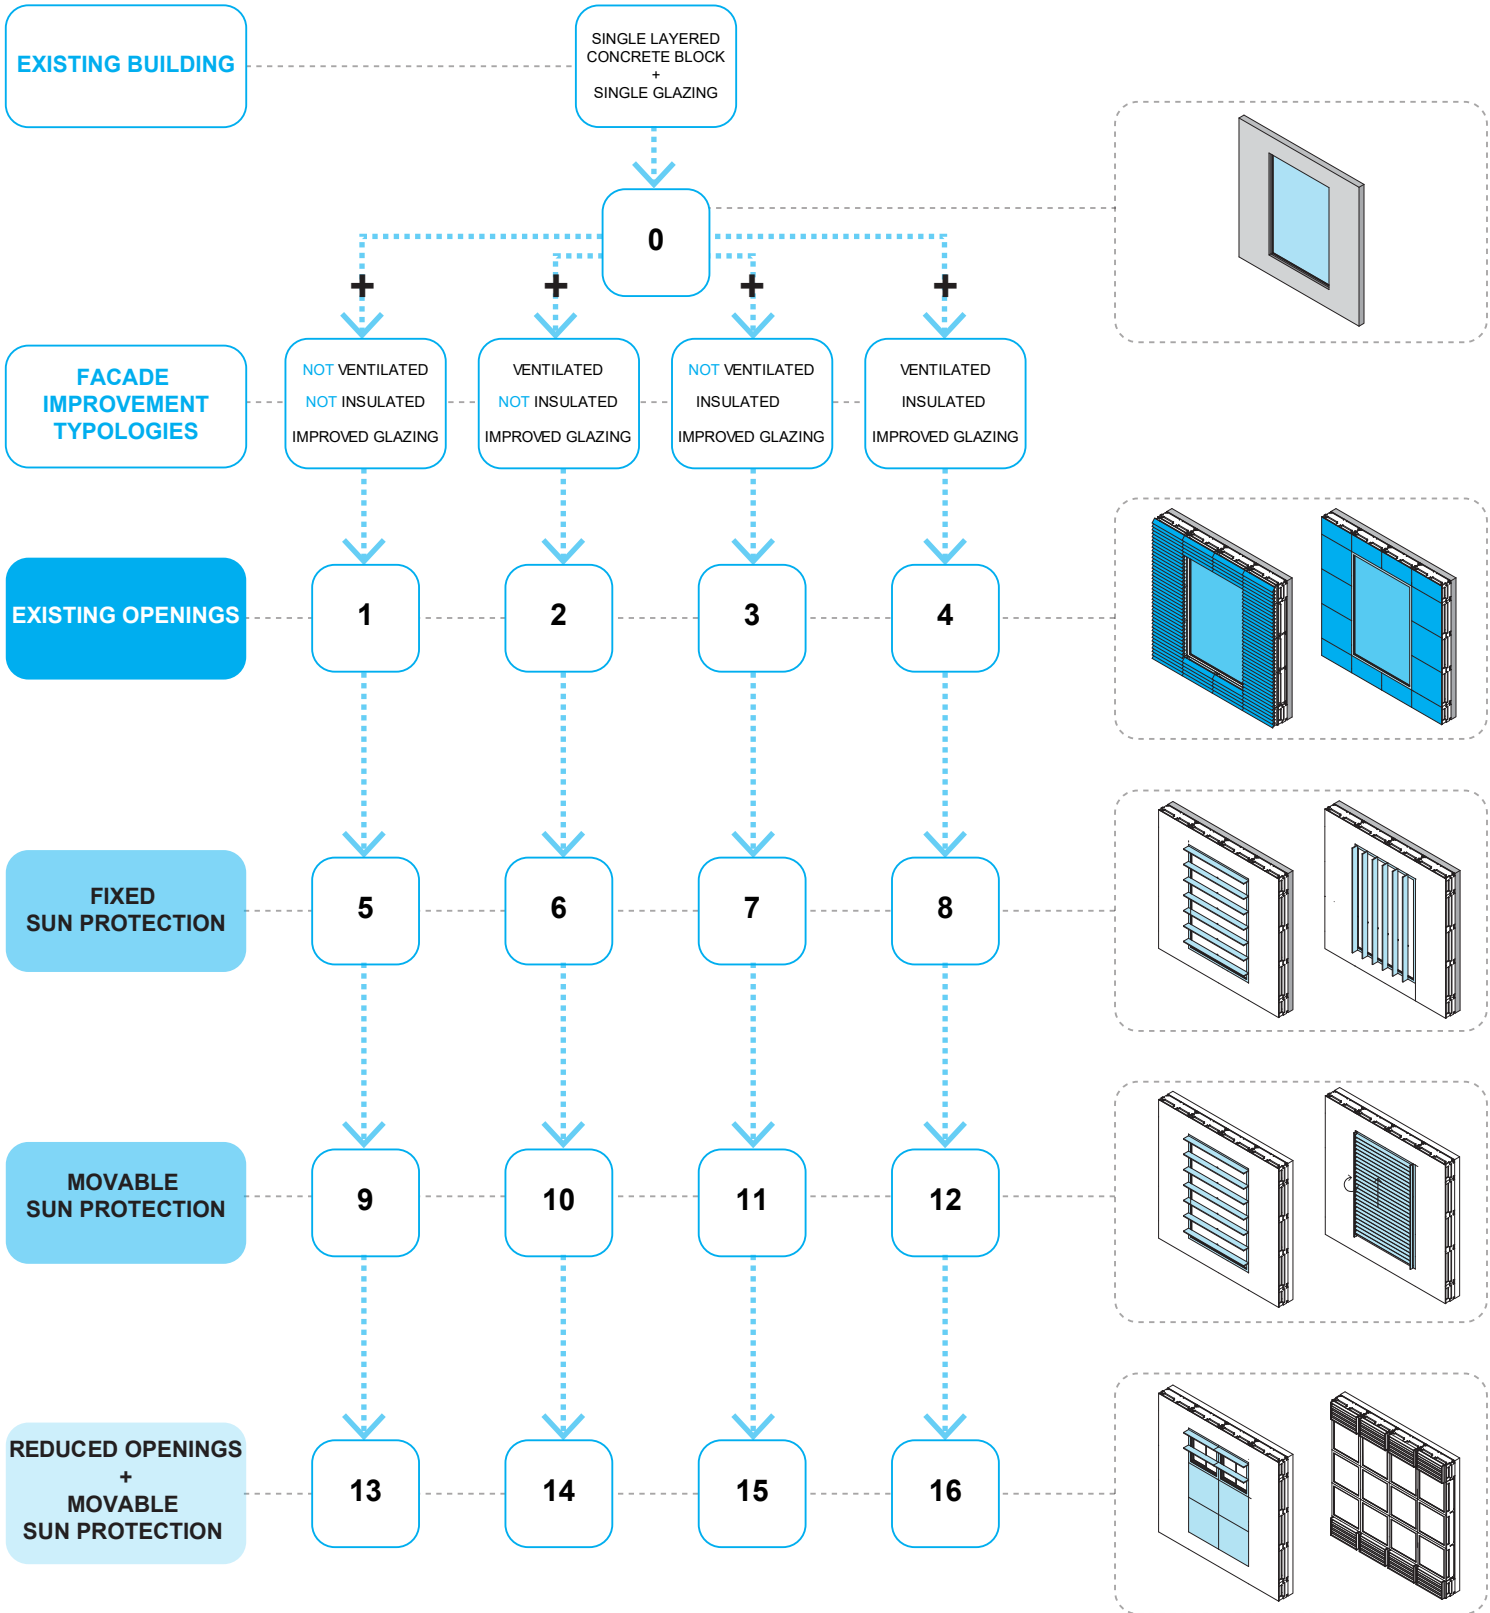 EXISTING BUILDING
SINGLE LAYERED
CONCRETE BLOCK
+
SINGLE GLAZING
0
+ + + +
FACADE
IMPROVEMENT
TYPOLOGIES
NOT VENTILATED
NOT INSULATED
IMPROVED GLAZING
VENTILATED
NOT INSULATED
IMPROVED GLAZING
NOT VENTILATED
INSULATED
IMPROVED GLAZING
VENTILATED
INSULATED
IMPROVED GLAZING
EXISTING OPENINGS
1
2
3
4
FIXED
SUN PROTECTION
5
6
7
8
MOVABLE
SUN PROTECTION
9
10
11
12
REDUCED OPENINGS
+
MOVABLE
SUN PROTECTION
13
14
15
16